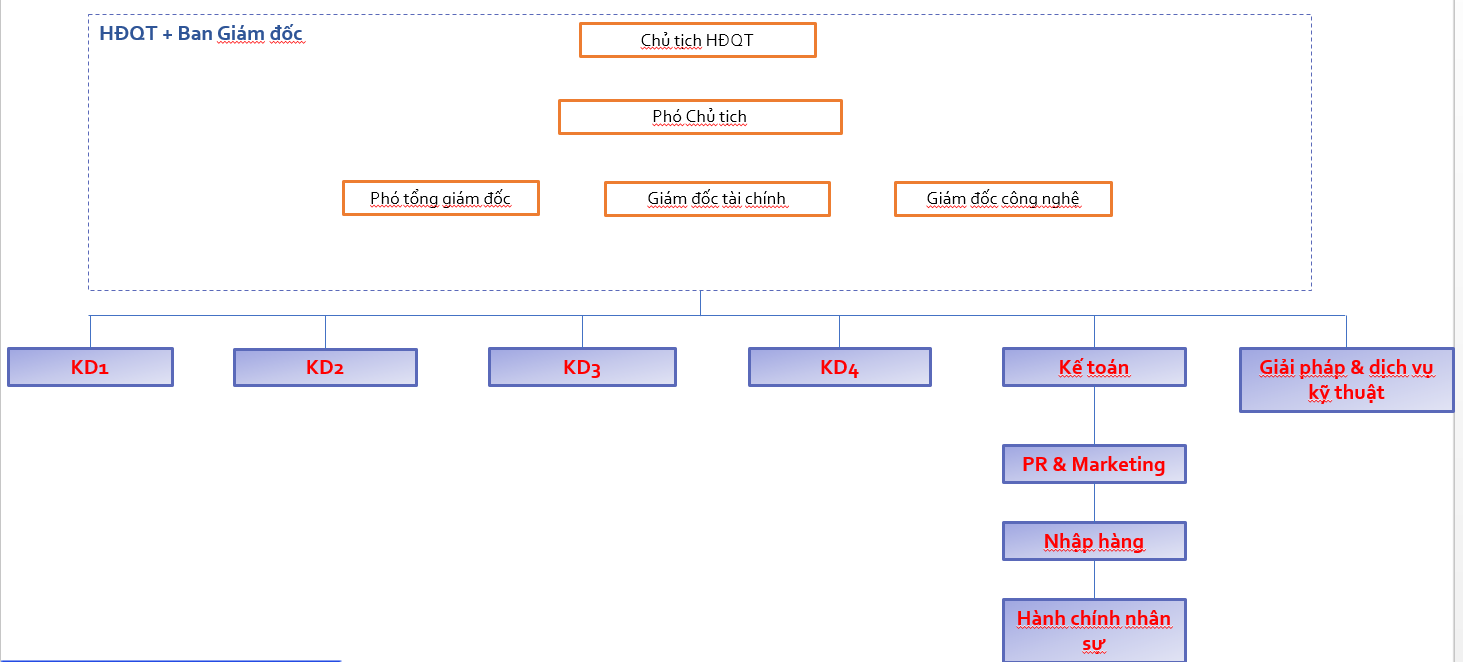 HĐQT + Ban Giám đốc
Chủ tịch HĐQT
Phó Chủ tịch
Phó tổng giám đốc
Giám đốc tài chính
Giám đốc công nghệ
KD1
KD2
KD3
KD4
Kế toán
Giải pháp & dịch vụ
kỹ thuật
PR & Marketing
Nhập hàng
Hành chính nhân
sự